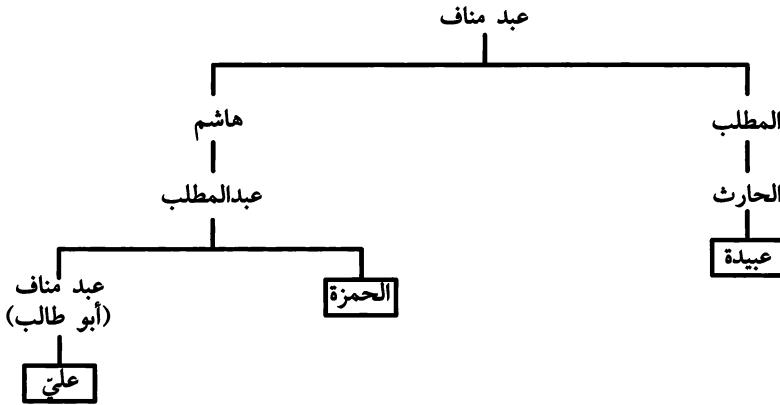 عبد مناف
المطلب
هاشم
الحارث
عبدالمطلب
عبيدة
الحمزة
عبد مناف
(أبو طالب)
عليّ